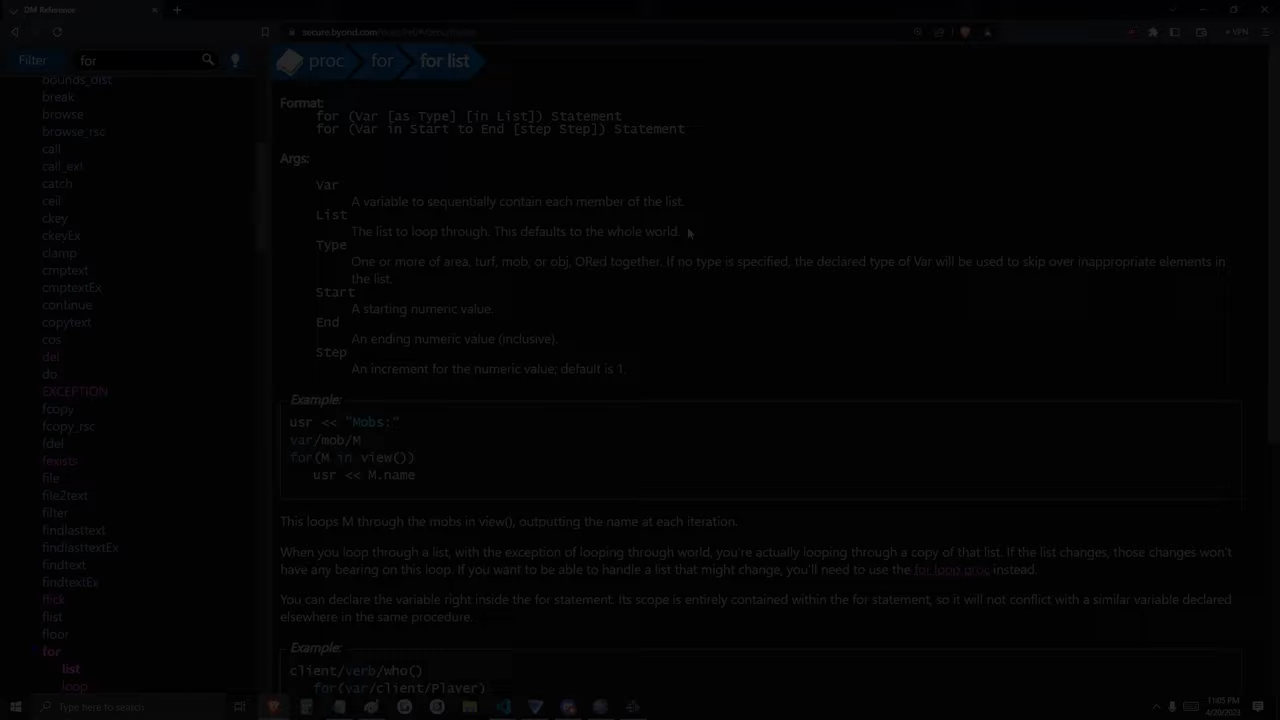 DM Reference
secure.byond.com
VPN
Filter
for
proc
for
for list
bounds_dist
break
browse
browse_rsc
call
call_ext
catch
ceil
ckey
ckeyEx
clamp
cmptext
cmptextEx
continue
copytext
cos
del
do
EXCEPTION
fcopy
fcopy_rsc
fdel
fexists
file
file2text
filter
findlasttext
findlasttextEx
findtext
findtextEx
flick
flist
floor
for
list
loop
Format:
for (Var [as Type] [in List]) Statement
for (Var in Start to End [step Step]) Statement
Args:
Var
A variable to sequentially contain each member of the list.
List
The list to loop through. This defaults to the whole world.
Type
One or more of area, turf, mob, or obj, ORed together. If no type is specified, the declared type of Var will be used to skip over inappropriate elements in
the list.
Start
A starting numeric value.
End
An ending numeric value (inclusive).
Step
An increment for the numeric value; default is 1.
Example:
usr << "Mobs:"
var/mob/M
for(M in view())
usr << M.name
This loops M through the mobs in view(), outputting the name at each iteration.
When you loop through a list, with the exception of looping through world, you're actually looping through a copy of that list. If the list changes, those changes won't
have any bearing on this loop. If you want to be able to handle a list that might change, you'll need to use the for loop proc instead.
You can declare the variable right inside the for statement. Its scope is entirely contained within the for statement, so it will not conflict with a similar variable declared
elsewhere in the same procedure.
Example:
client/verb/who()
for(var/client/Player)
Type here to search
11:05 PM
4/20/2023